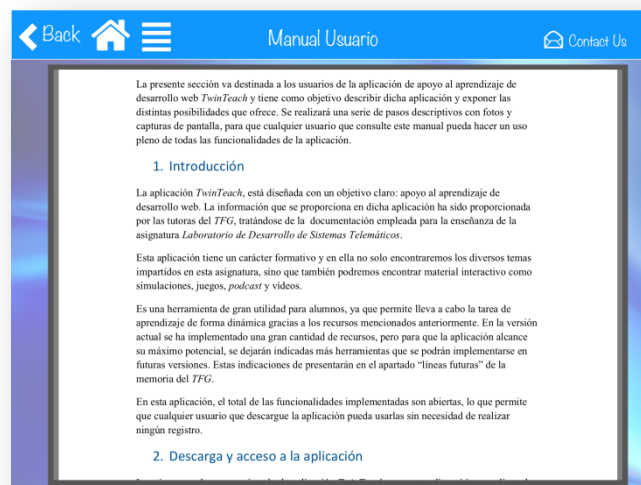 Back
Manual Usuario
Contact Us
La presente sección va destinada a los usuarios de la aplicación de apoyo al aprendizaje de
desarrollo web TwinTeach y tiene como objetivo describir dicha aplicación y exponer las
distintas posibilidades que ofrece. Se realizará una serie de pasos descriptivos con fotos y
capturas de pantalla, para que cualquier usuario que consulte este manual pueda hacer un uso
pleno de todas las funcionalidades de la aplicación.
1. Introducción
La aplicación TwinTeach, está diseñada con un objetivo claro: apoyo al aprendizaje de
desarrollo web. La información que se proporciona en dicha aplicación ha sido proporcionada
por las tutoras del TFG, tratándose de la documentación empleada para la enseñanza de la
asignatura Laboratorio de Desarrollo de Sistemas Telemáticos.
Esta aplicación tiene un carácter formativo y en ella no solo encontraremos los diversos temas
impartidos en esta asignatura, sino que también podremos encontrar material interactivo como
simulaciones, juegos, podcast y vídeos.
Es una herramienta de gran utilidad para alumnos, ya que permite lleva a cabo la tarea de
aprendizaje de forma dinámica gracias a los recursos mencionados anteriormente. En la versión
actual se ha implementado una gran cantidad de recursos, pero para que la aplicación alcance
su máximo potencial, se dejarán indicadas más herramientas que se podrán implementarse en
futuras versiones. Estas indicaciones de presentarán en el apartado “líneas futuras” de la
memoria del TFG.
En esta aplicación, el total de las funcionalidades implementadas son abiertas, lo que permite
que cualquier usuario que descargue la aplicación pueda usarlas sin necesidad de realizar
ningún registro.
2. Descarga y acceso a la aplicación